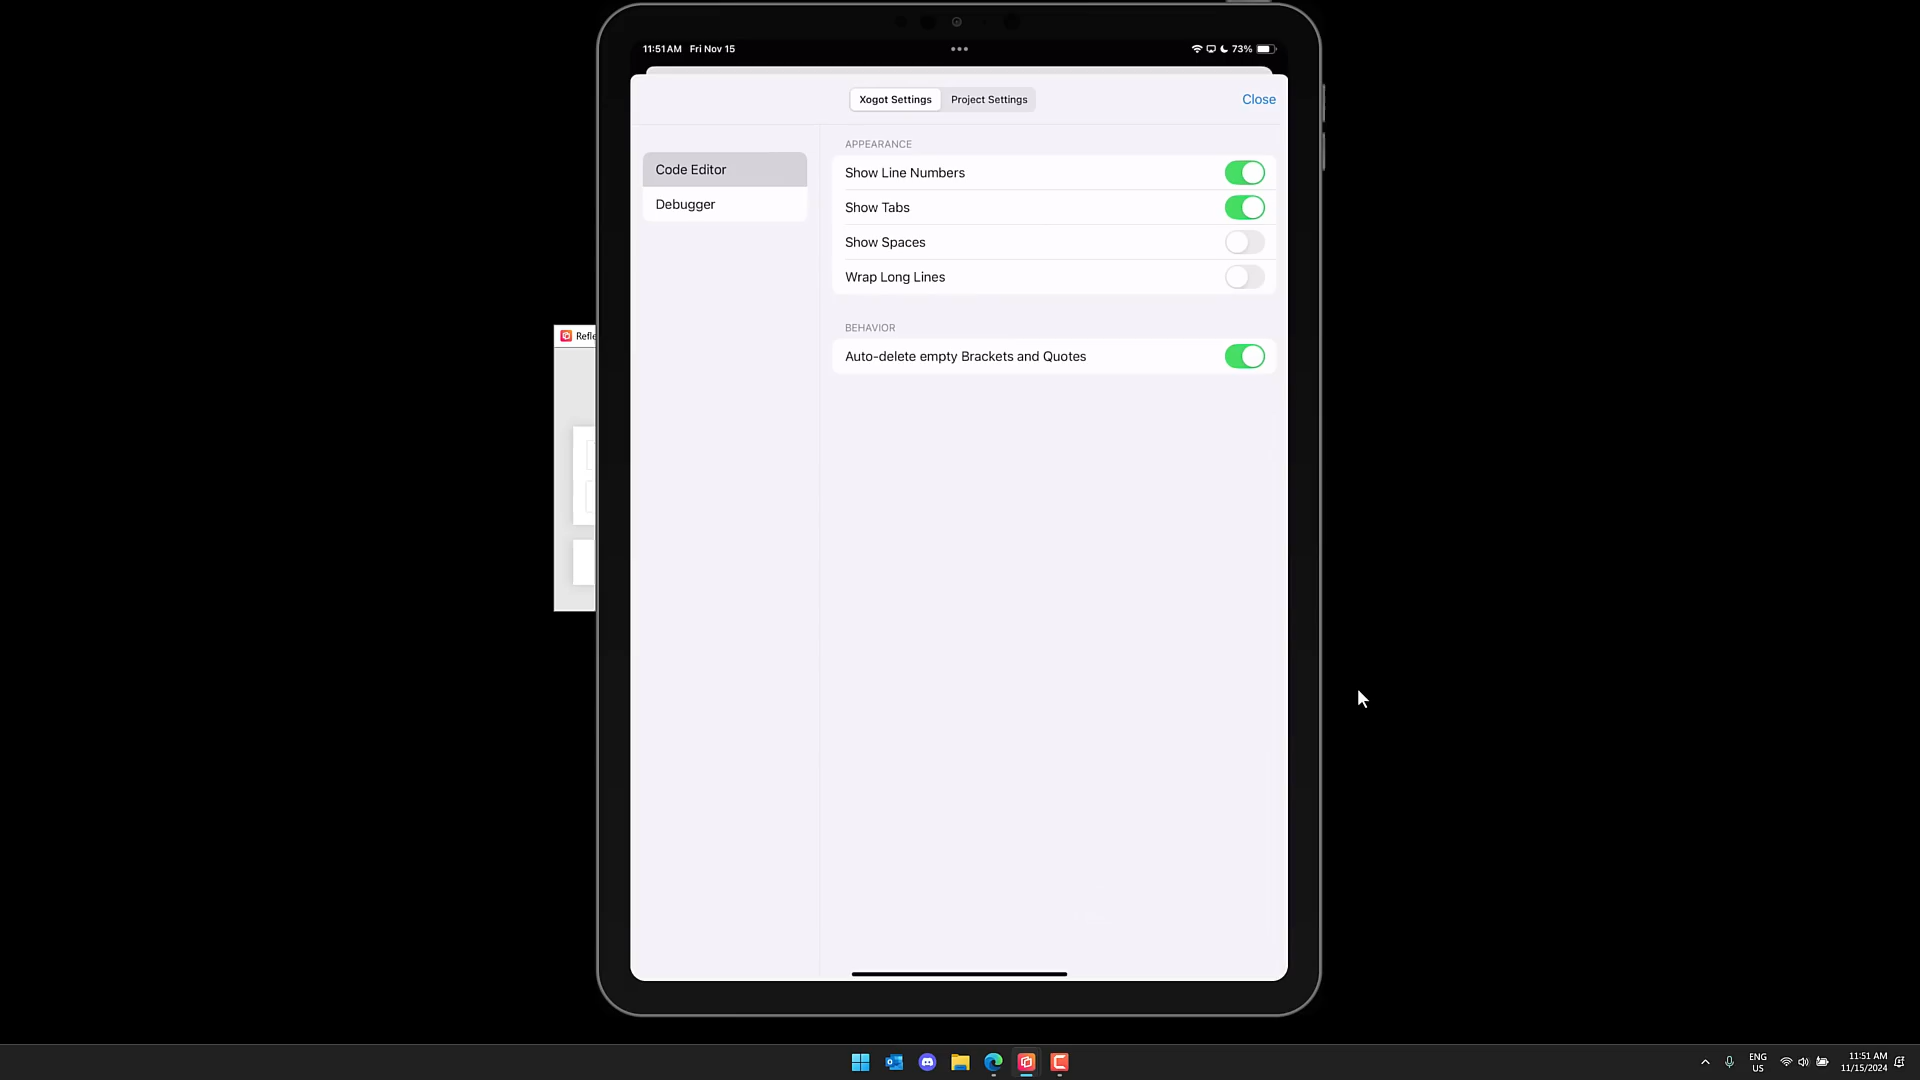 11:51 AM Fri Nov 15
73%
Xogot Settings
Project Settings
Close
Code Editor
Debugger
APPEARANCE
Show Line Numbers
Show Tabs
Show Spaces
Wrap Long Lines
BEHAVIOR
Auto-delete empty Brackets and Quotes
ENG
US
11:51 AM
11/15/2024